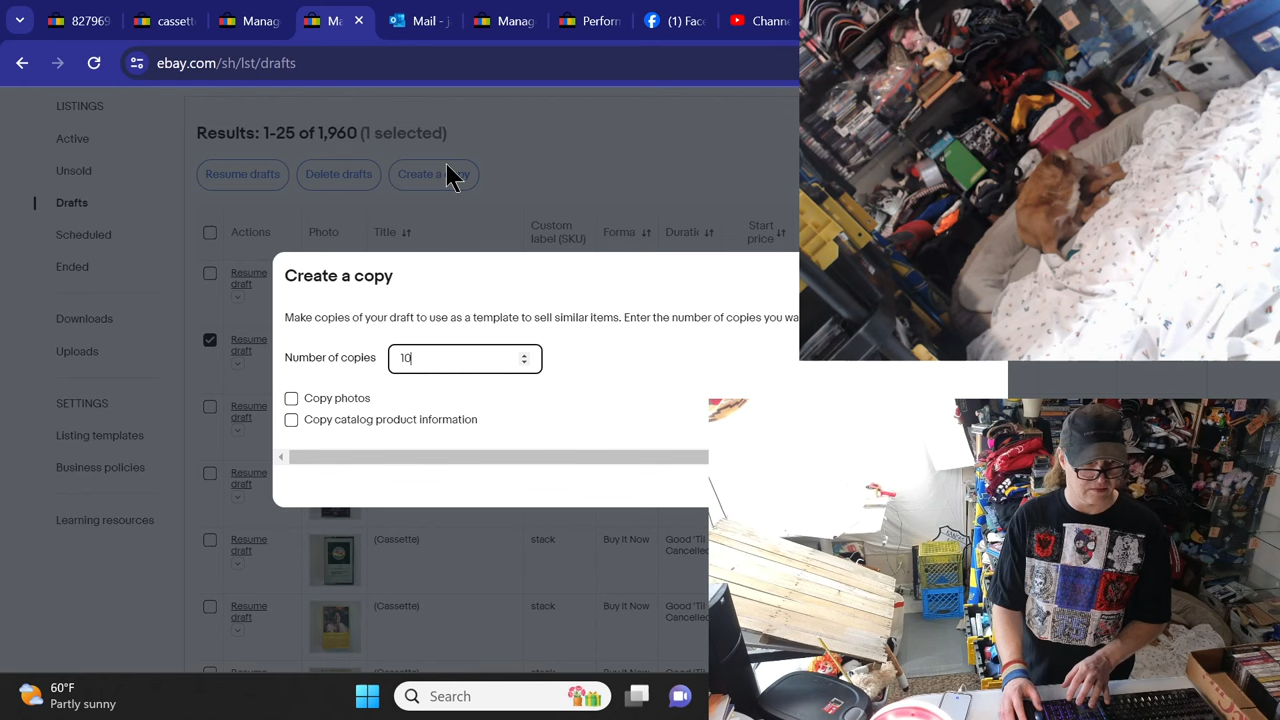 827969
cassett
Manag
Ma
Mail - j
Manag
Perforn
(1) Fac
Chann
ebay.com/sh/lst/drafts
LISTINGS
Active
Unsold
Drafts
Scheduled
Ended
Downloads
Uploads
SETTINGS
Listing templates
Business policies
Learning resources
Results: 1-25 of 1,960 (1 selected)
Resume drafts
Delete drafts
Create a copy
Actions
Photo
Title
Custom label (SKU)
Forma
Duratic
Start price
Resume draft
Resume draft
Resume draft
Resume draft
Create a copy
Make copies of your draft to use as a template to sell similar items. Enter the number of copies you wa
Number of copies
10
Copy photos
Copy catalog product information
Resume draft
(Cassette)
stack
Buy It Now
Good 'Til Cancelled
Resume draft
(Cassette)
stack
Buy It Now
Good 'Til Cancelled
60°F
Partly sunny
Search